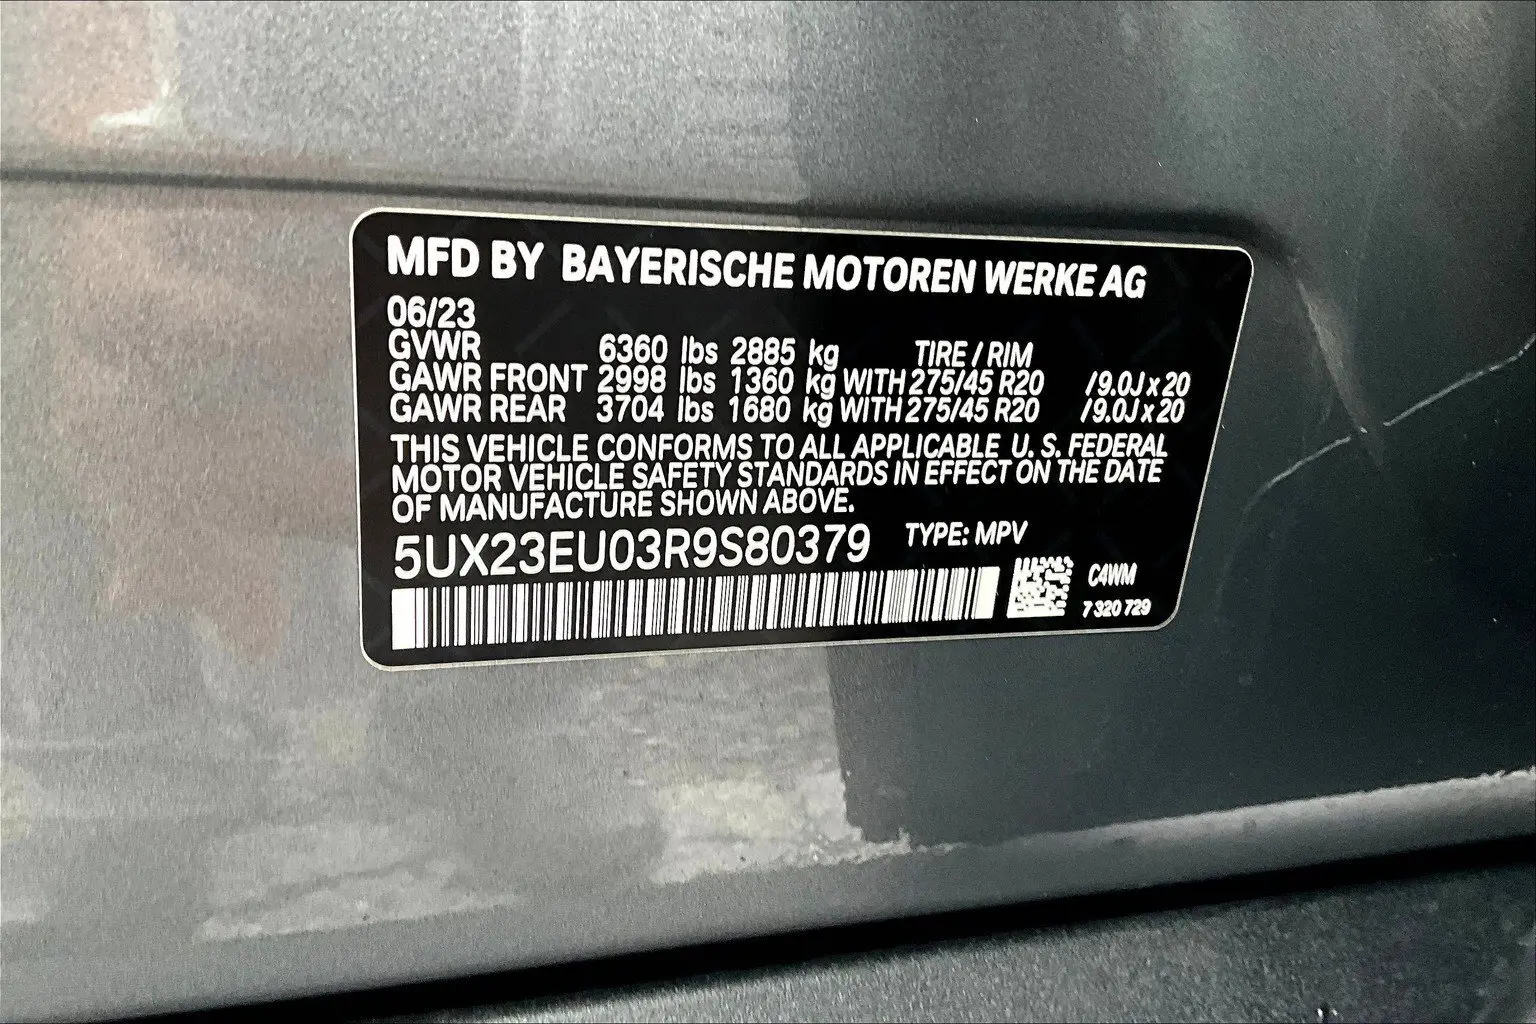 MFD BY BAYERISCHE MOTOREN WERKE AG
06/23
GVWR 6360 lbs 2885 kg TIRE / RIM
GAWR FRONT 2998 lbs 1360 kg WITH 275/45 R20 /9.0J x 20
GAWR REAR 3704 lbs 1680 kg WITH 275/45 R20 /9.0J x 20
THIS VEHICLE CONFORMS TO ALL APPLICABLE U. S. FEDERAL
MOTOR VEHICLE SAFETY STANDARDS IN EFFECT ON THE DATE
OF MANUFACTURE SHOWN ABOVE.
5UX23EU03R9S80379 TYPE: MPV
C4WM
7 320 729